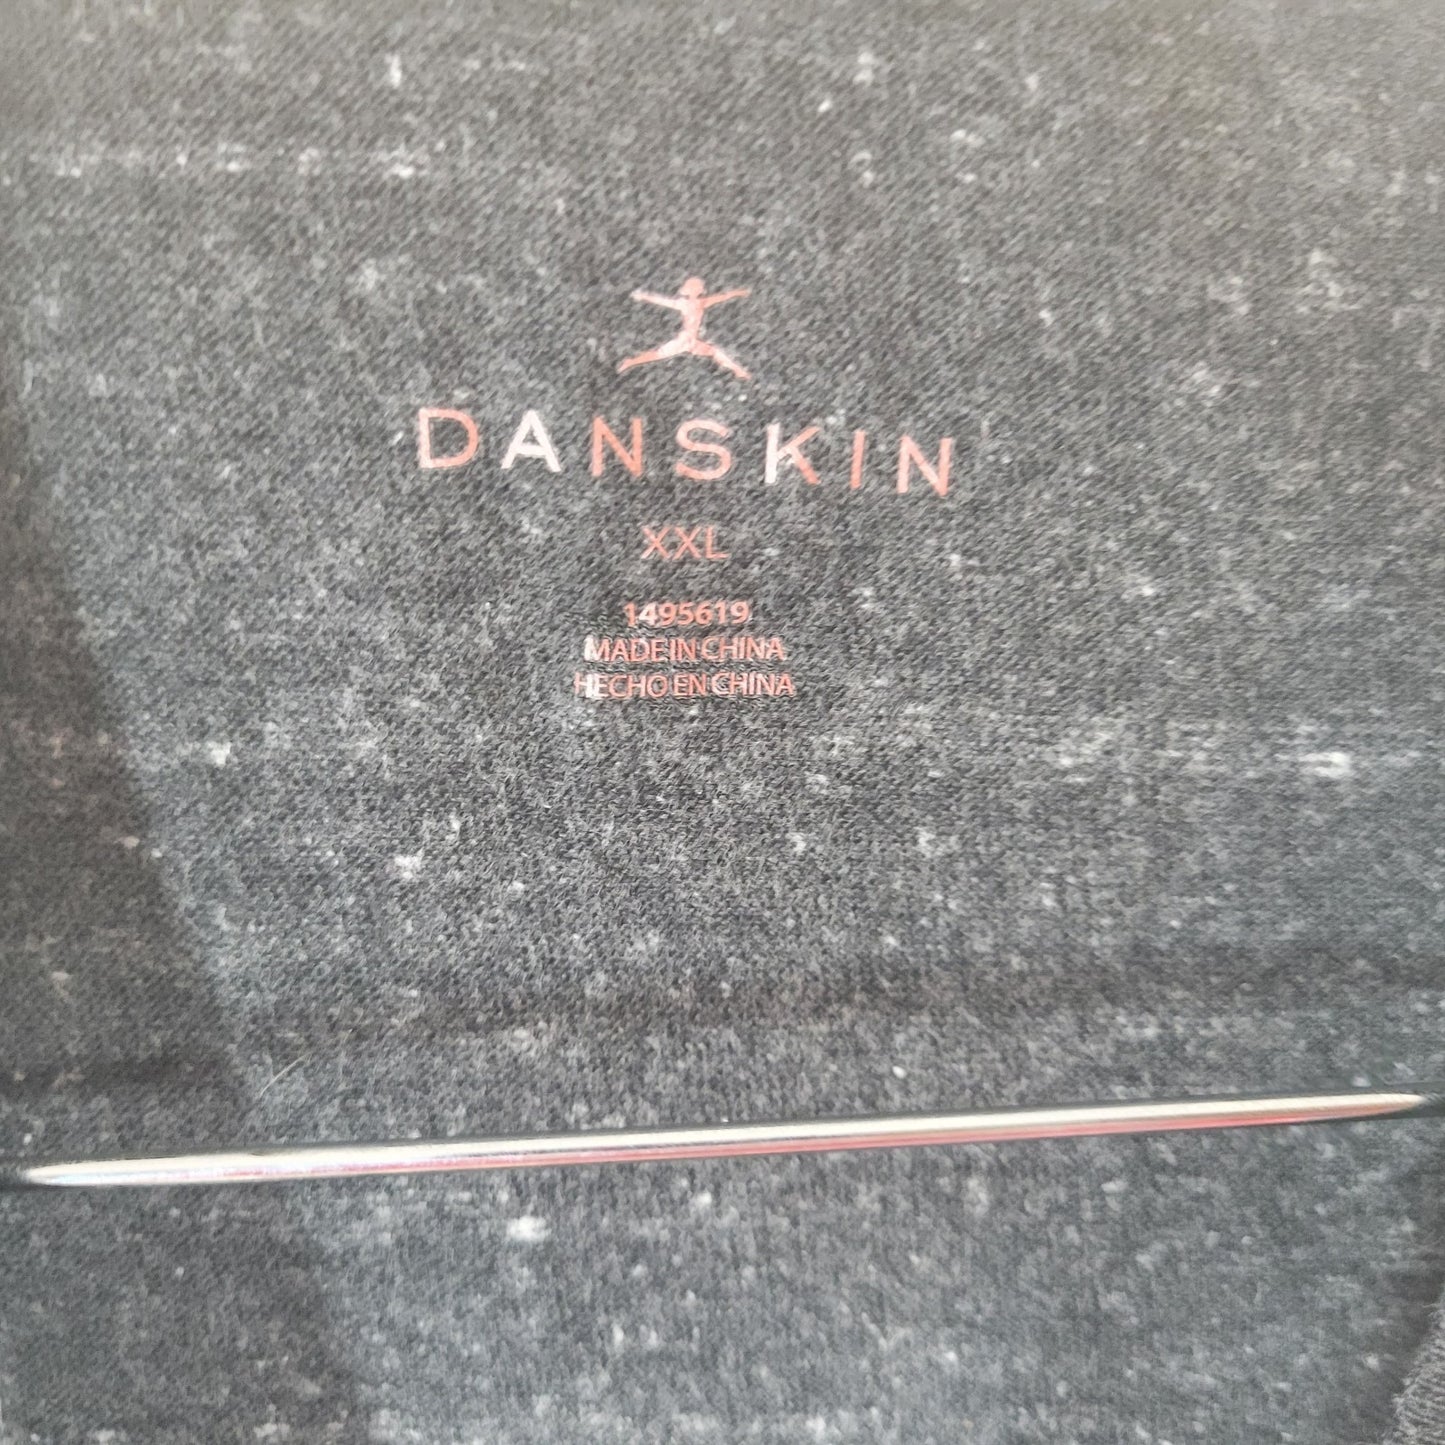 DANSKIN
XXL
1495619
MADE IN CHINA
HECHO EN CHINA